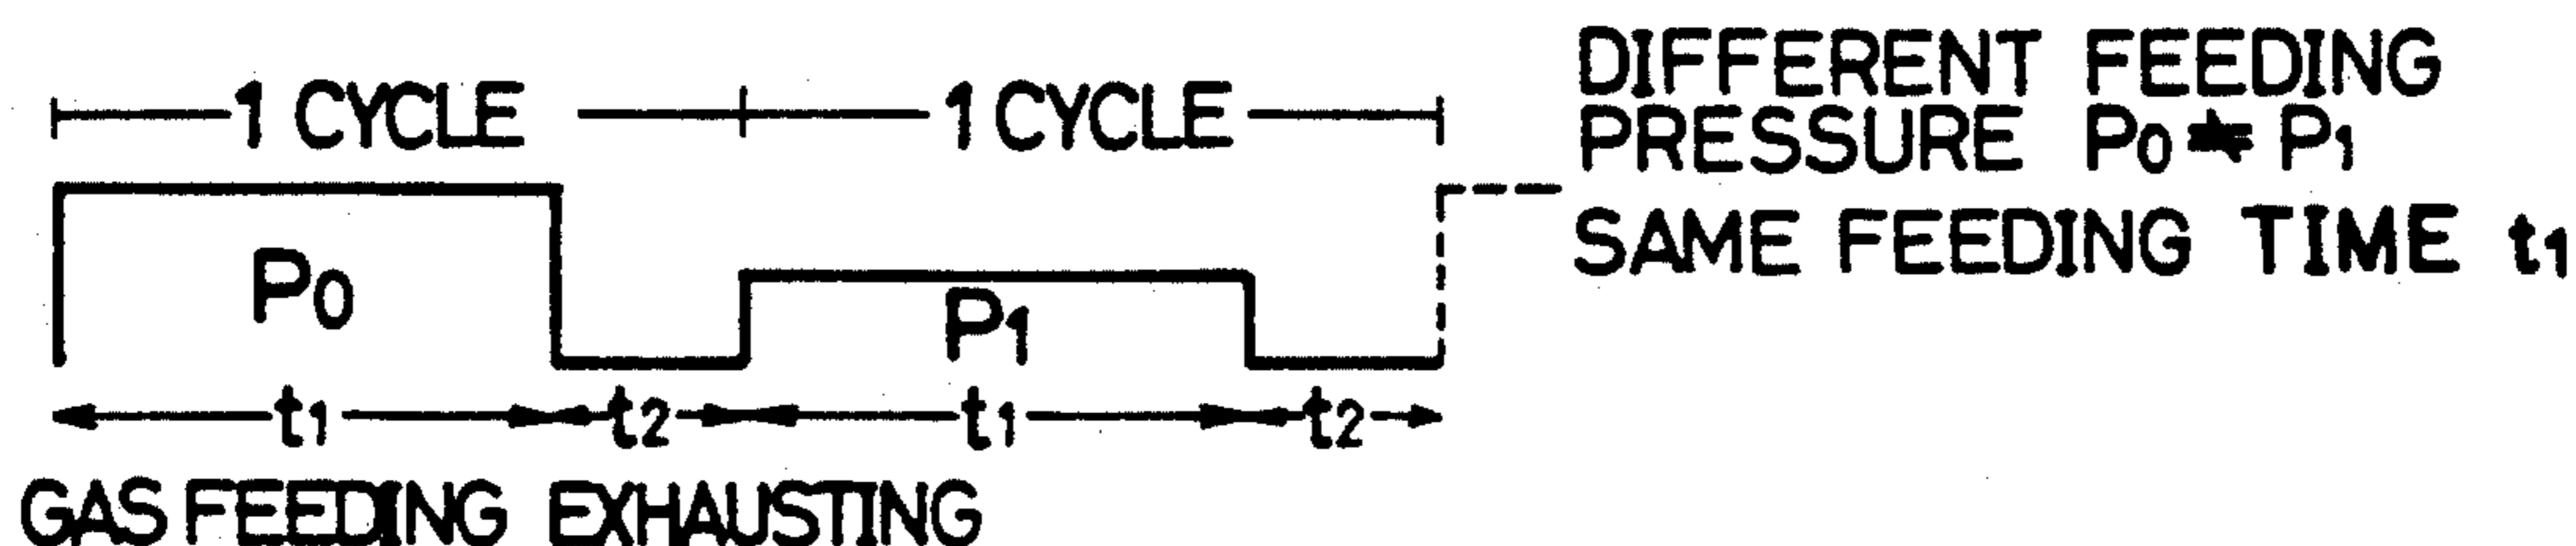 1 CYCLE 1 CYCLE
DIFFERENT FEEDING
PRESSURE P0 ≠ P1
SAME FEEDING TIME t1
P0 P1
t1 t2 t1 t2
GAS FEEDING EXHAUSTING